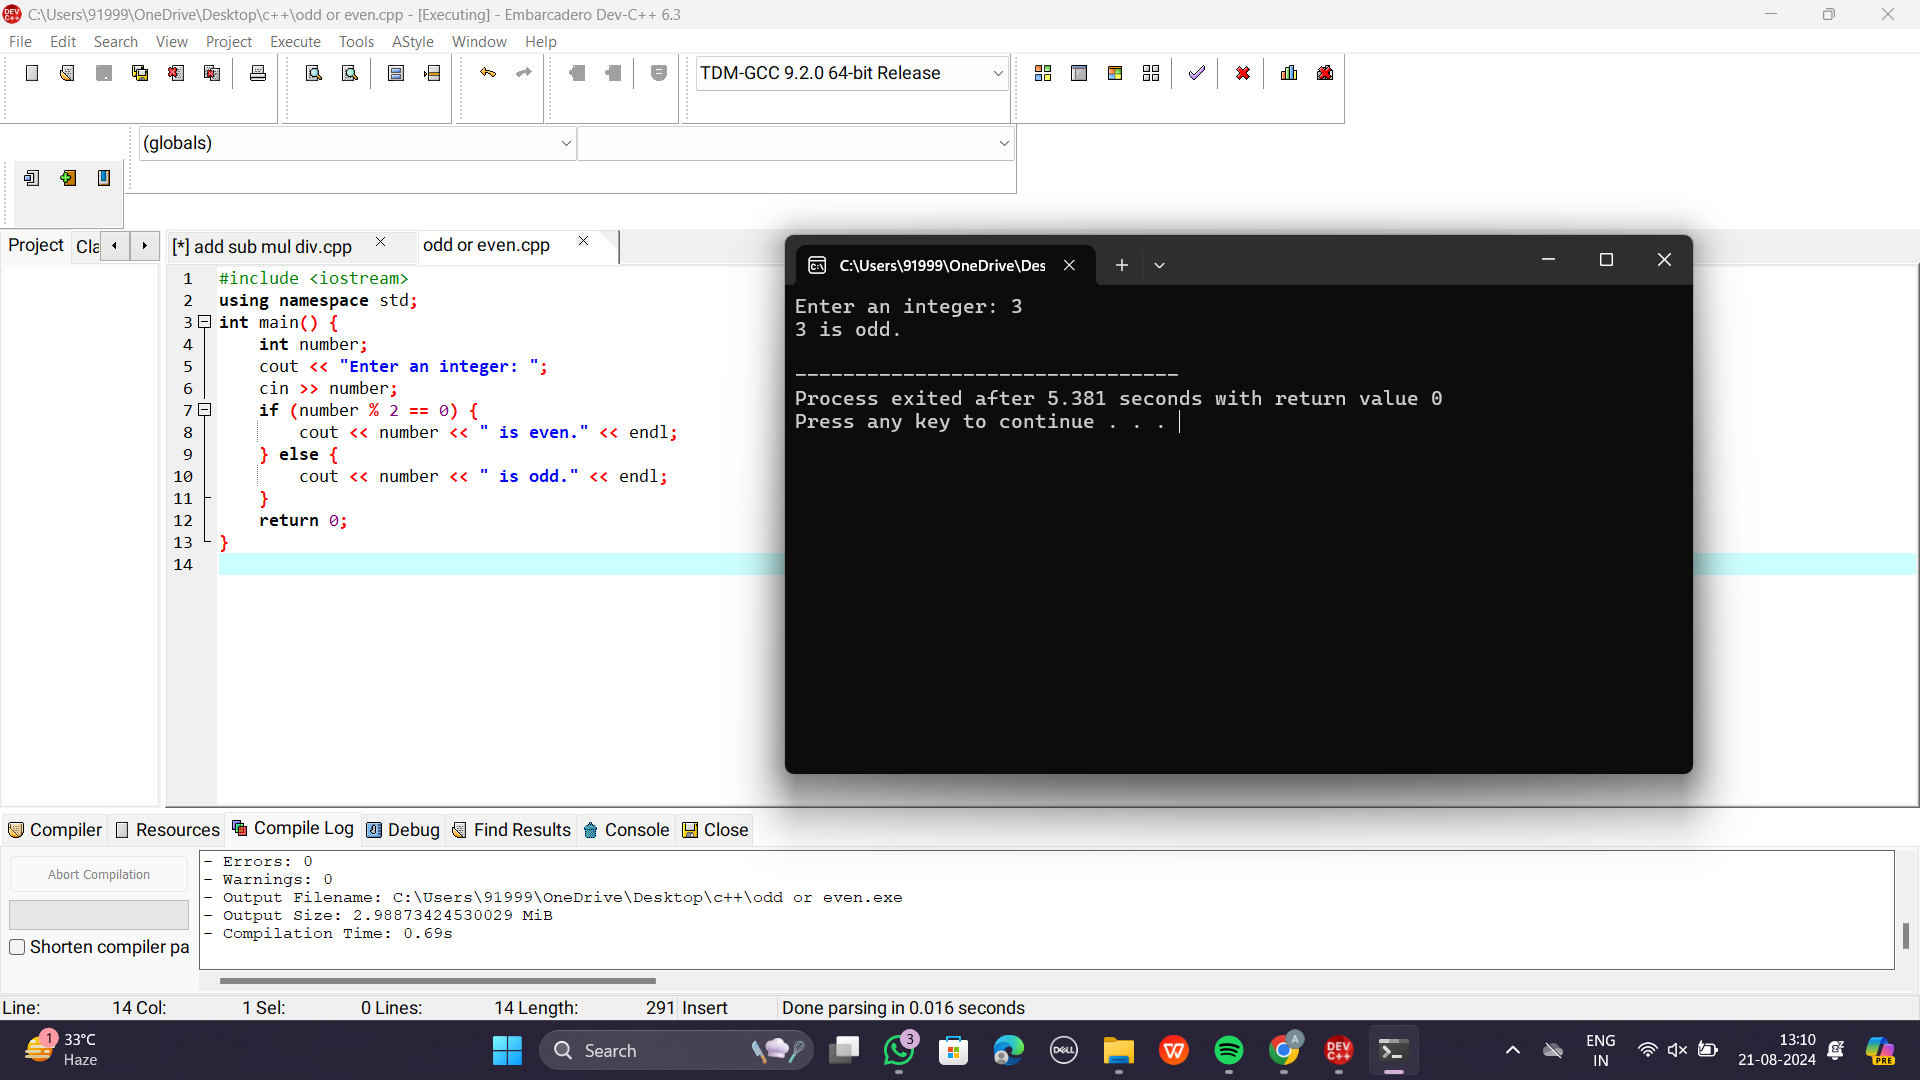 C:\Users\91999\OneDrive\Desktop\c++\odd or even.cpp - [Executing] - Embarcadero Dev-C++ 6.3
File Edit Search View Project Execute Tools AStyle Window Help
TDM-GCC 9.2.0 64-bit Release
(globals)
Project Cla [*] add sub mul div.cpp odd or even.cpp
1 #include <iostream>
2 using namespace std;
3 int main() {
4 int number;
5 cout << "Enter an integer: ";
6 cin >> number;
7 if (number % 2 == 0) {
8 cout << number << " is even." << endl;
9 } else {
10 cout << number << " is odd." << endl;
11 }
12 return 0;
13 }
14
C:\Users\91999\OneDrive\Des
Enter an integer: 3
3 is odd.
--------------------------------
Process exited after 5.381 seconds with return value 0
Press any key to continue . . .
Compiler Resources Compile Log Debug Find Results Console Close
Abort Compilation
Shorten compiler pa
- Errors: 0
- Warnings: 0
- Output Filename: C:\Users\91999\OneDrive\Desktop\c++\odd or even.exe
- Output Size: 2.98873424530029 MiB
- Compilation Time: 0.69s
Line: 14 Col: 1 Sel: 0 Lines: 14 Length: 291 Insert Done parsing in 0.016 seconds
1
33°C
Haze
Search
3
DELL
W
A
DEV
C++
ENG
IN
13:10
21-08-2024
PRE